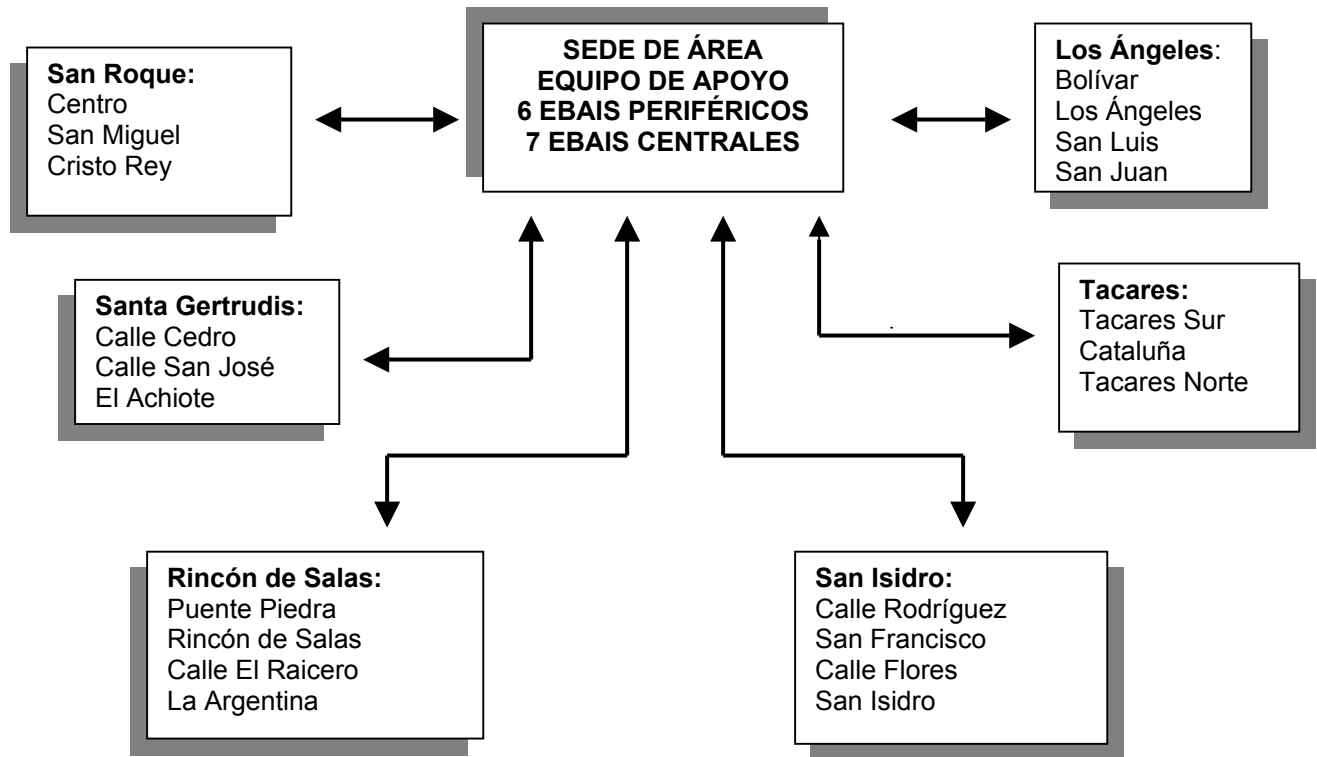 San Roque:
Centro
San Miguel
Cristo Rey
SEDE DE ÁREA
EQUIPO DE APOYO
6 EBAIS PERIFÉRICOS
7 EBAIS CENTRALES
Los Ángeles:
Bolívar
Los Ángeles
San Luis
San Juan
Santa Gertrudis:
Calle Cedro
Calle San José
El Achiote
Tacares:
Tacares Sur
Cataluña
Tacares Norte
Rincón de Salas:
Puente Piedra
Rincón de Salas
Calle El Raicero
La Argentina
San Isidro:
Calle Rodríguez
San Francisco
Calle Flores
San Isidro